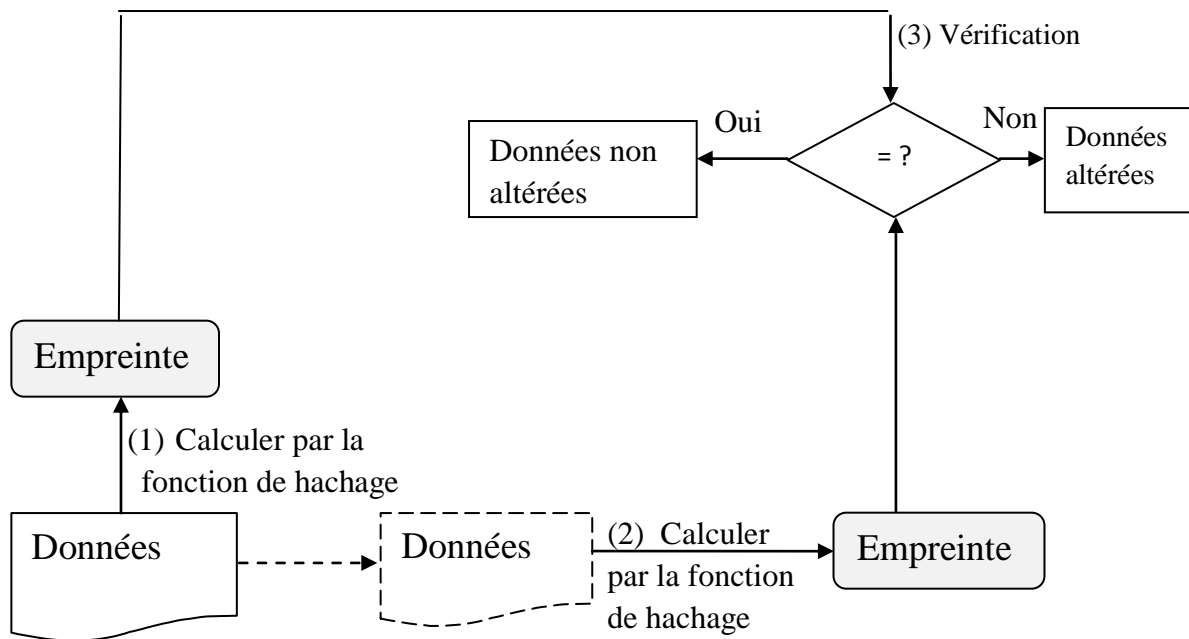 (3) Vérification
Oui
Non
Données non
altérées
= ?
Données
altérées
Empreinte
(1) Calculer par la
fonction de hachage
Données
Données
(2) Calculer
par la fonction
de hachage
Empreinte